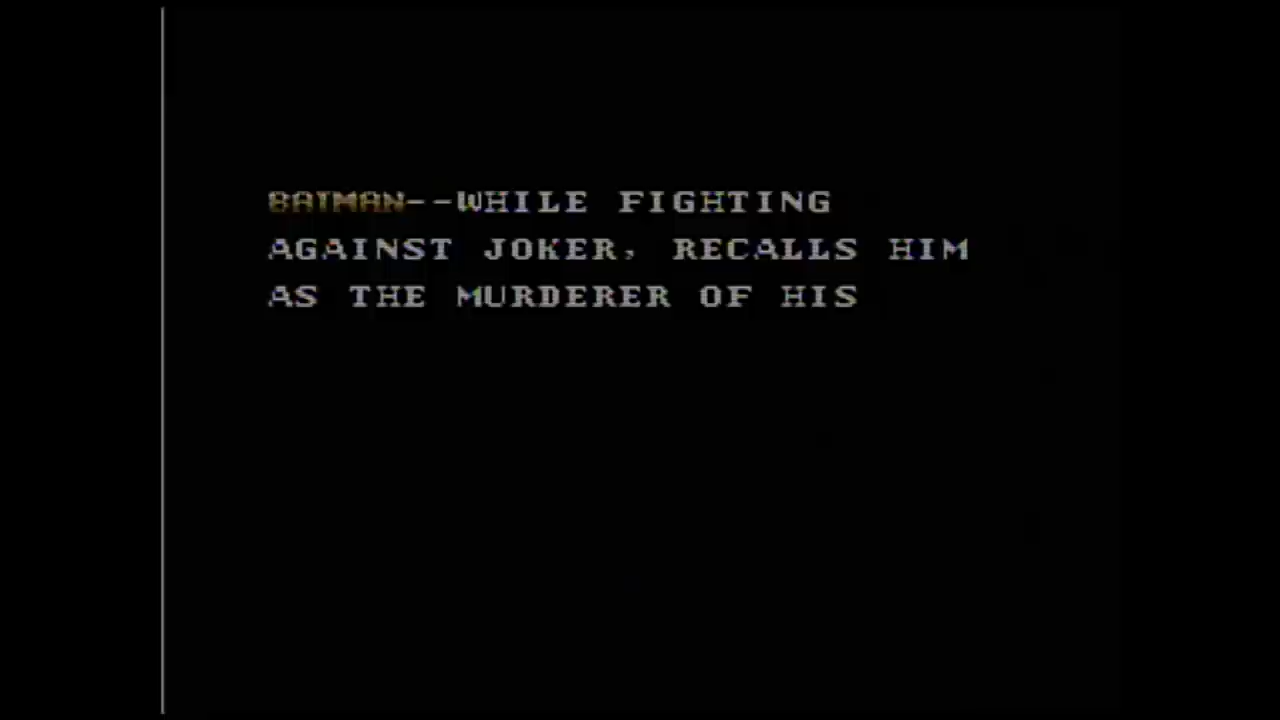 BATMAN--WHILE FIGHTING
AGAINST JOKER, RECALLS HIM
AS THE MURDERER OF HIS